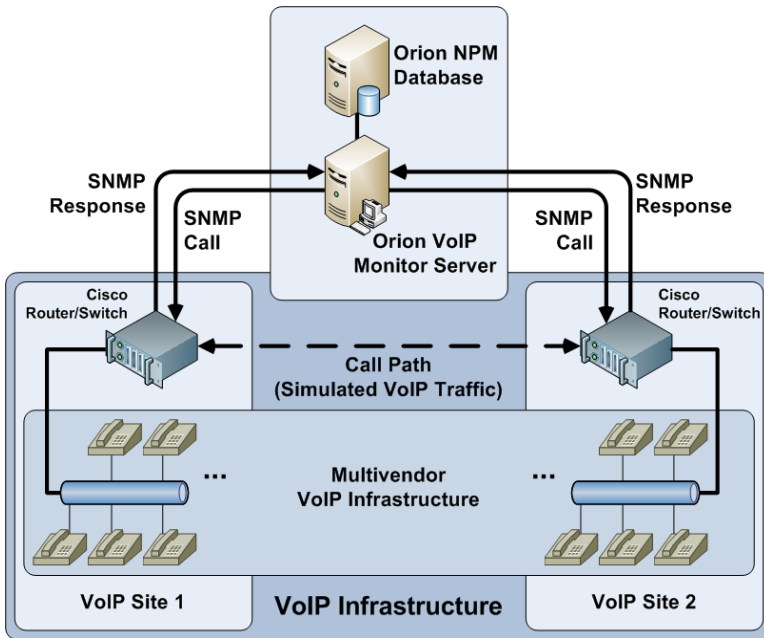 Orion NPM
Database
SNMP
Response
SNMP
Call
SNMP
Response
SNMP
Call
Orion VoIP
Monitor Server
Cisco
Router/Switch
Cisco
Router/Switch
Call Path
(Simulated VoIP Traffic)
...
Multivendor
VoIP Infrastructure
...
VoIP Site 1
VoIP Infrastructure
VoIP Site 2